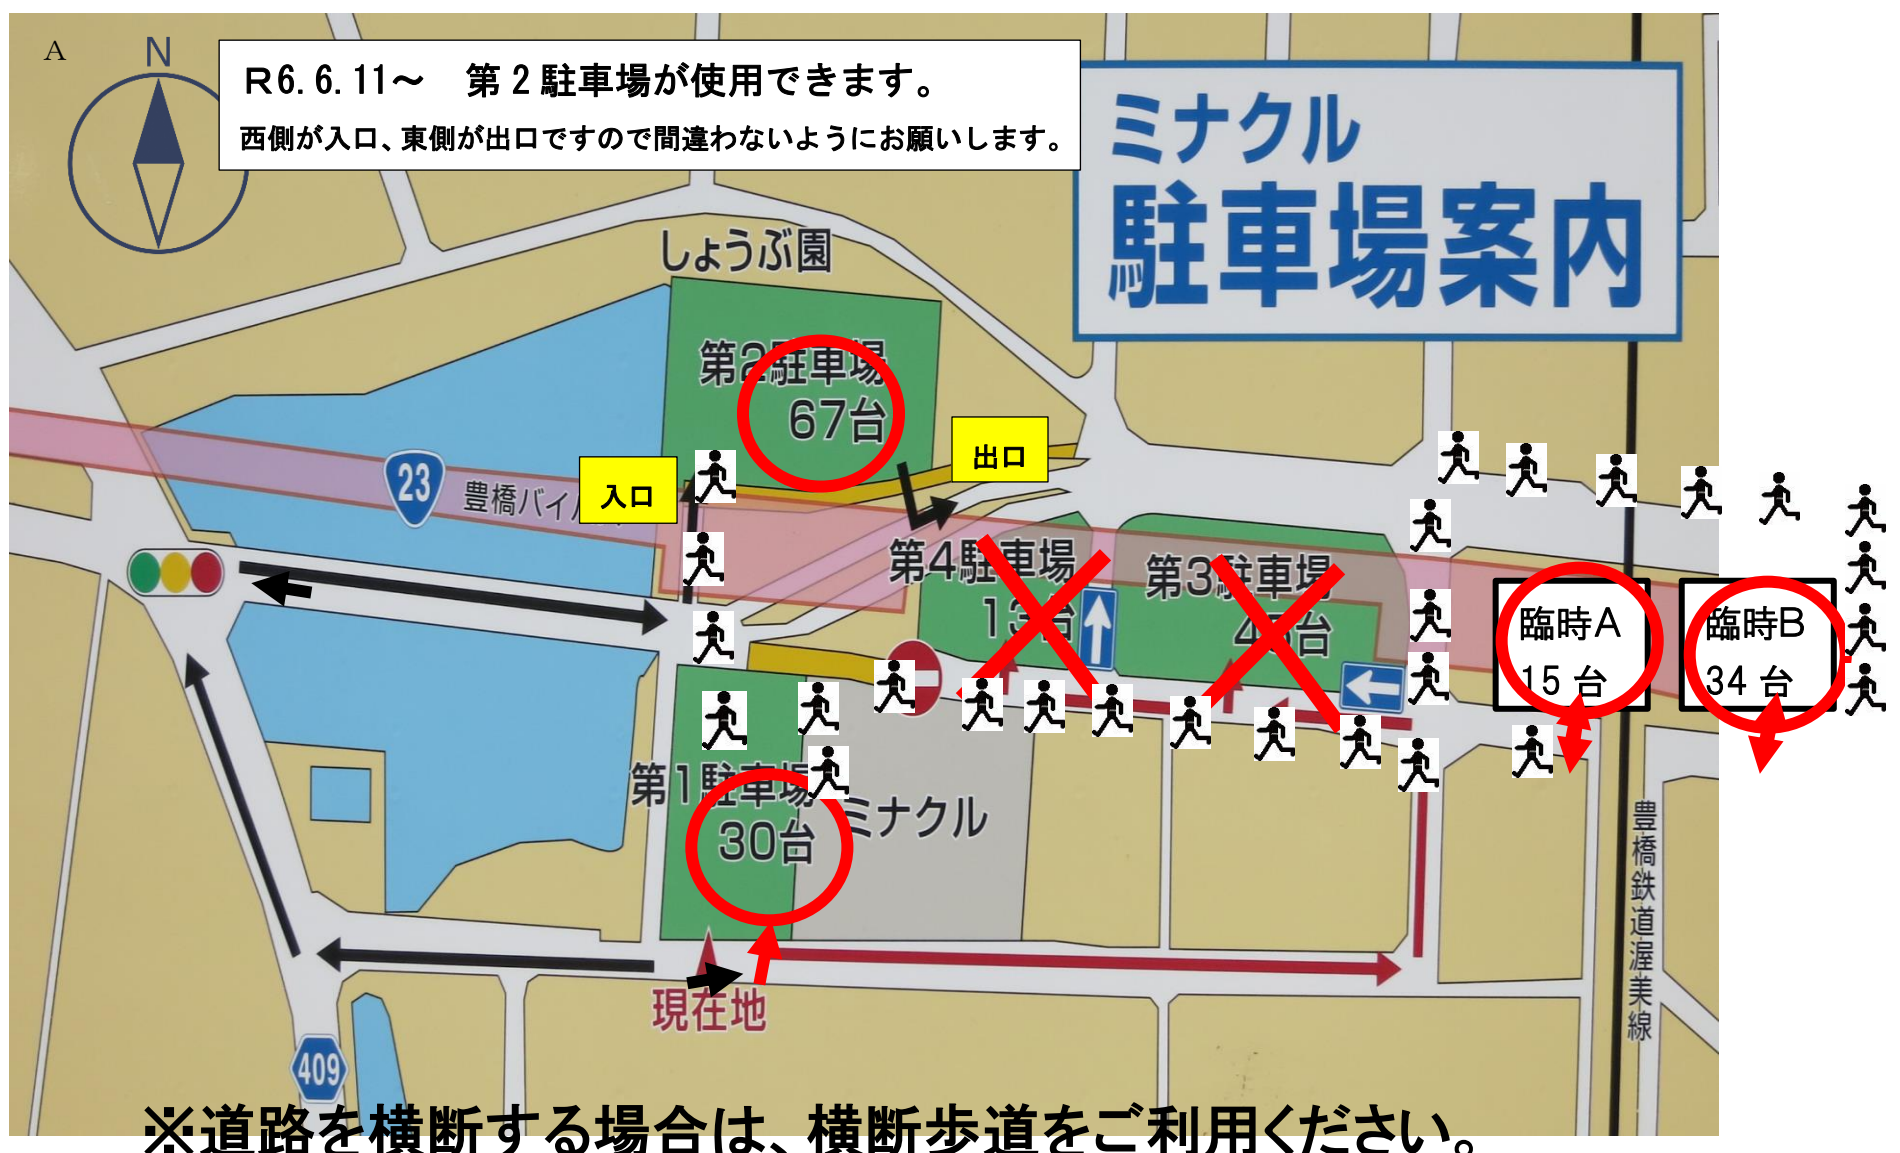 A
N
R6.6.11～　第２駐車場が使用できます。
西側が入口、東側が出口ですので間違わないようにお願いします。
ミナクル
駐車場案内
しょうぶ園
第2駐車場
67台
出口
入口
23
豊橋バイ
第4駐車場
13台
第3駐車場
台
臨時A
15台
臨時B
34台
第1駐車場
30台
ミナクル
豊橋鉄道渥美線
現在地
409
※道路を横断する場合は、横断歩道をご利用ください。